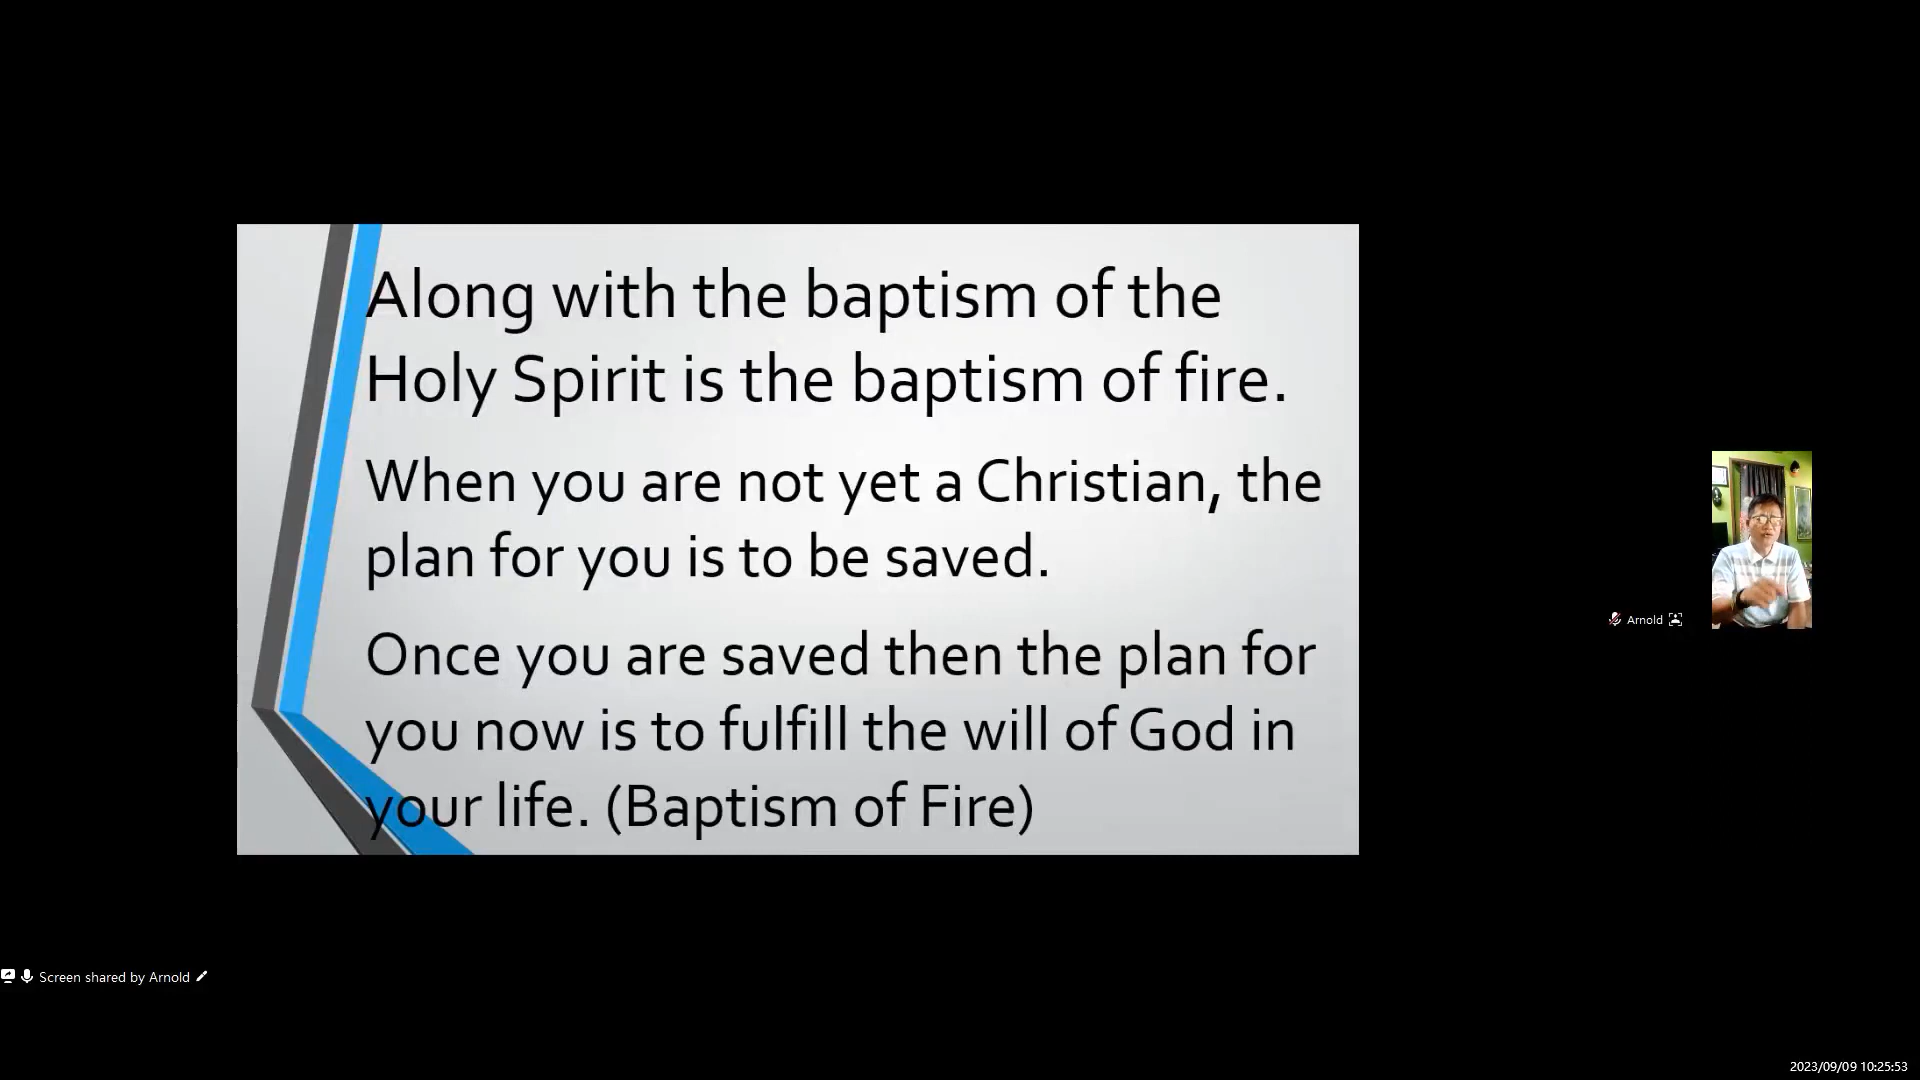 Along with the baptism of the
Holy Spirit is the baptism of fire.
When you are not yet a Christian, the
plan for you is to be saved.
Once you are saved then the plan for
you now is to fulfill the will of God in
your life. (Baptism of Fire)
Arnold
Screen shared by Arnold
2023/09/09 10:25:53